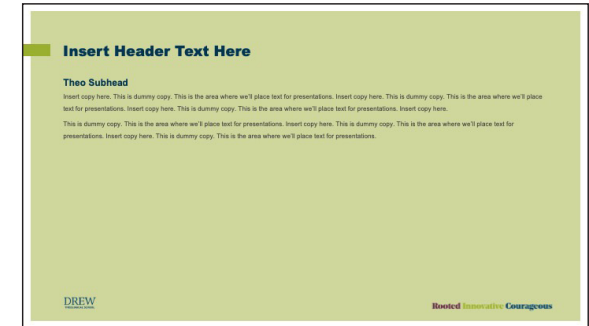 Insert Header Text Here
Theo Subhead
Insert copy here. This is dummy copy. This is the area where we'll place text for presentations. Insert copy here. This is dummy copy. This is the area where we'll place
text for presentations. Insert copy here. This is dummy copy. This is the area where we'll place text for presentations. Insert copy here.
This is dummy copy. This is the area where we'll place text for presentations. Insert copy here. This is dummy copy. This is the area where we'll place text for
presentations. Insert copy here. This is dummy copy. This is the area where we'll place text for presentations.
DREW
THEOLOGICAL SCHOOL
Rooted Innovative Courageous